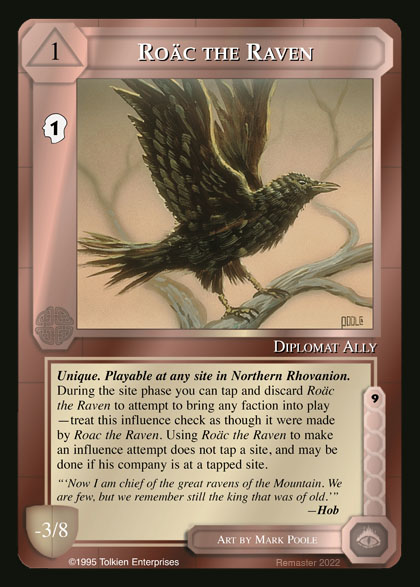 1
ROÄC THE RAVEN
1
POOLE
DIPLOMAT ALLY
Unique. Playable at any site in Northern Rhovanion.
During the site phase you can tap and discard Roäc
the Raven to attempt to bring any faction into play
—treat this influence check as though it were made
by Roac the Raven. Using Roäc the Raven to make
an influence attempt does not tap a site, and may be
done if his company is at a tapped site.
9
“‘Now I am chief of the great ravens of the Mountain. We
are few, but we remember still the king that was of old.’”
—Hob
-3/8
ART BY MARK POOLE
©1995 Tolkien Enterprises
Remaster 2022